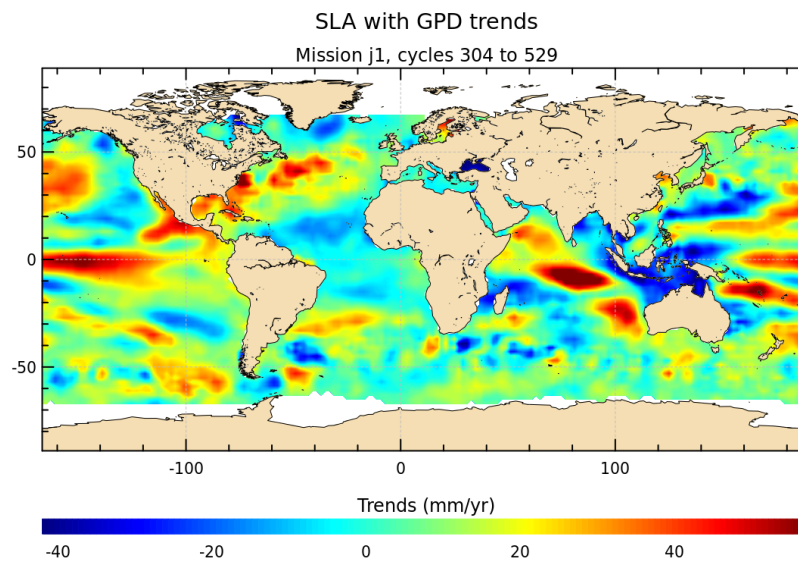 SLA with GPD trends
Mission j1, cycles 304 to 529
50
0
-50
-100 0 100
Trends (mm/yr)
-40 -20 0 20 40